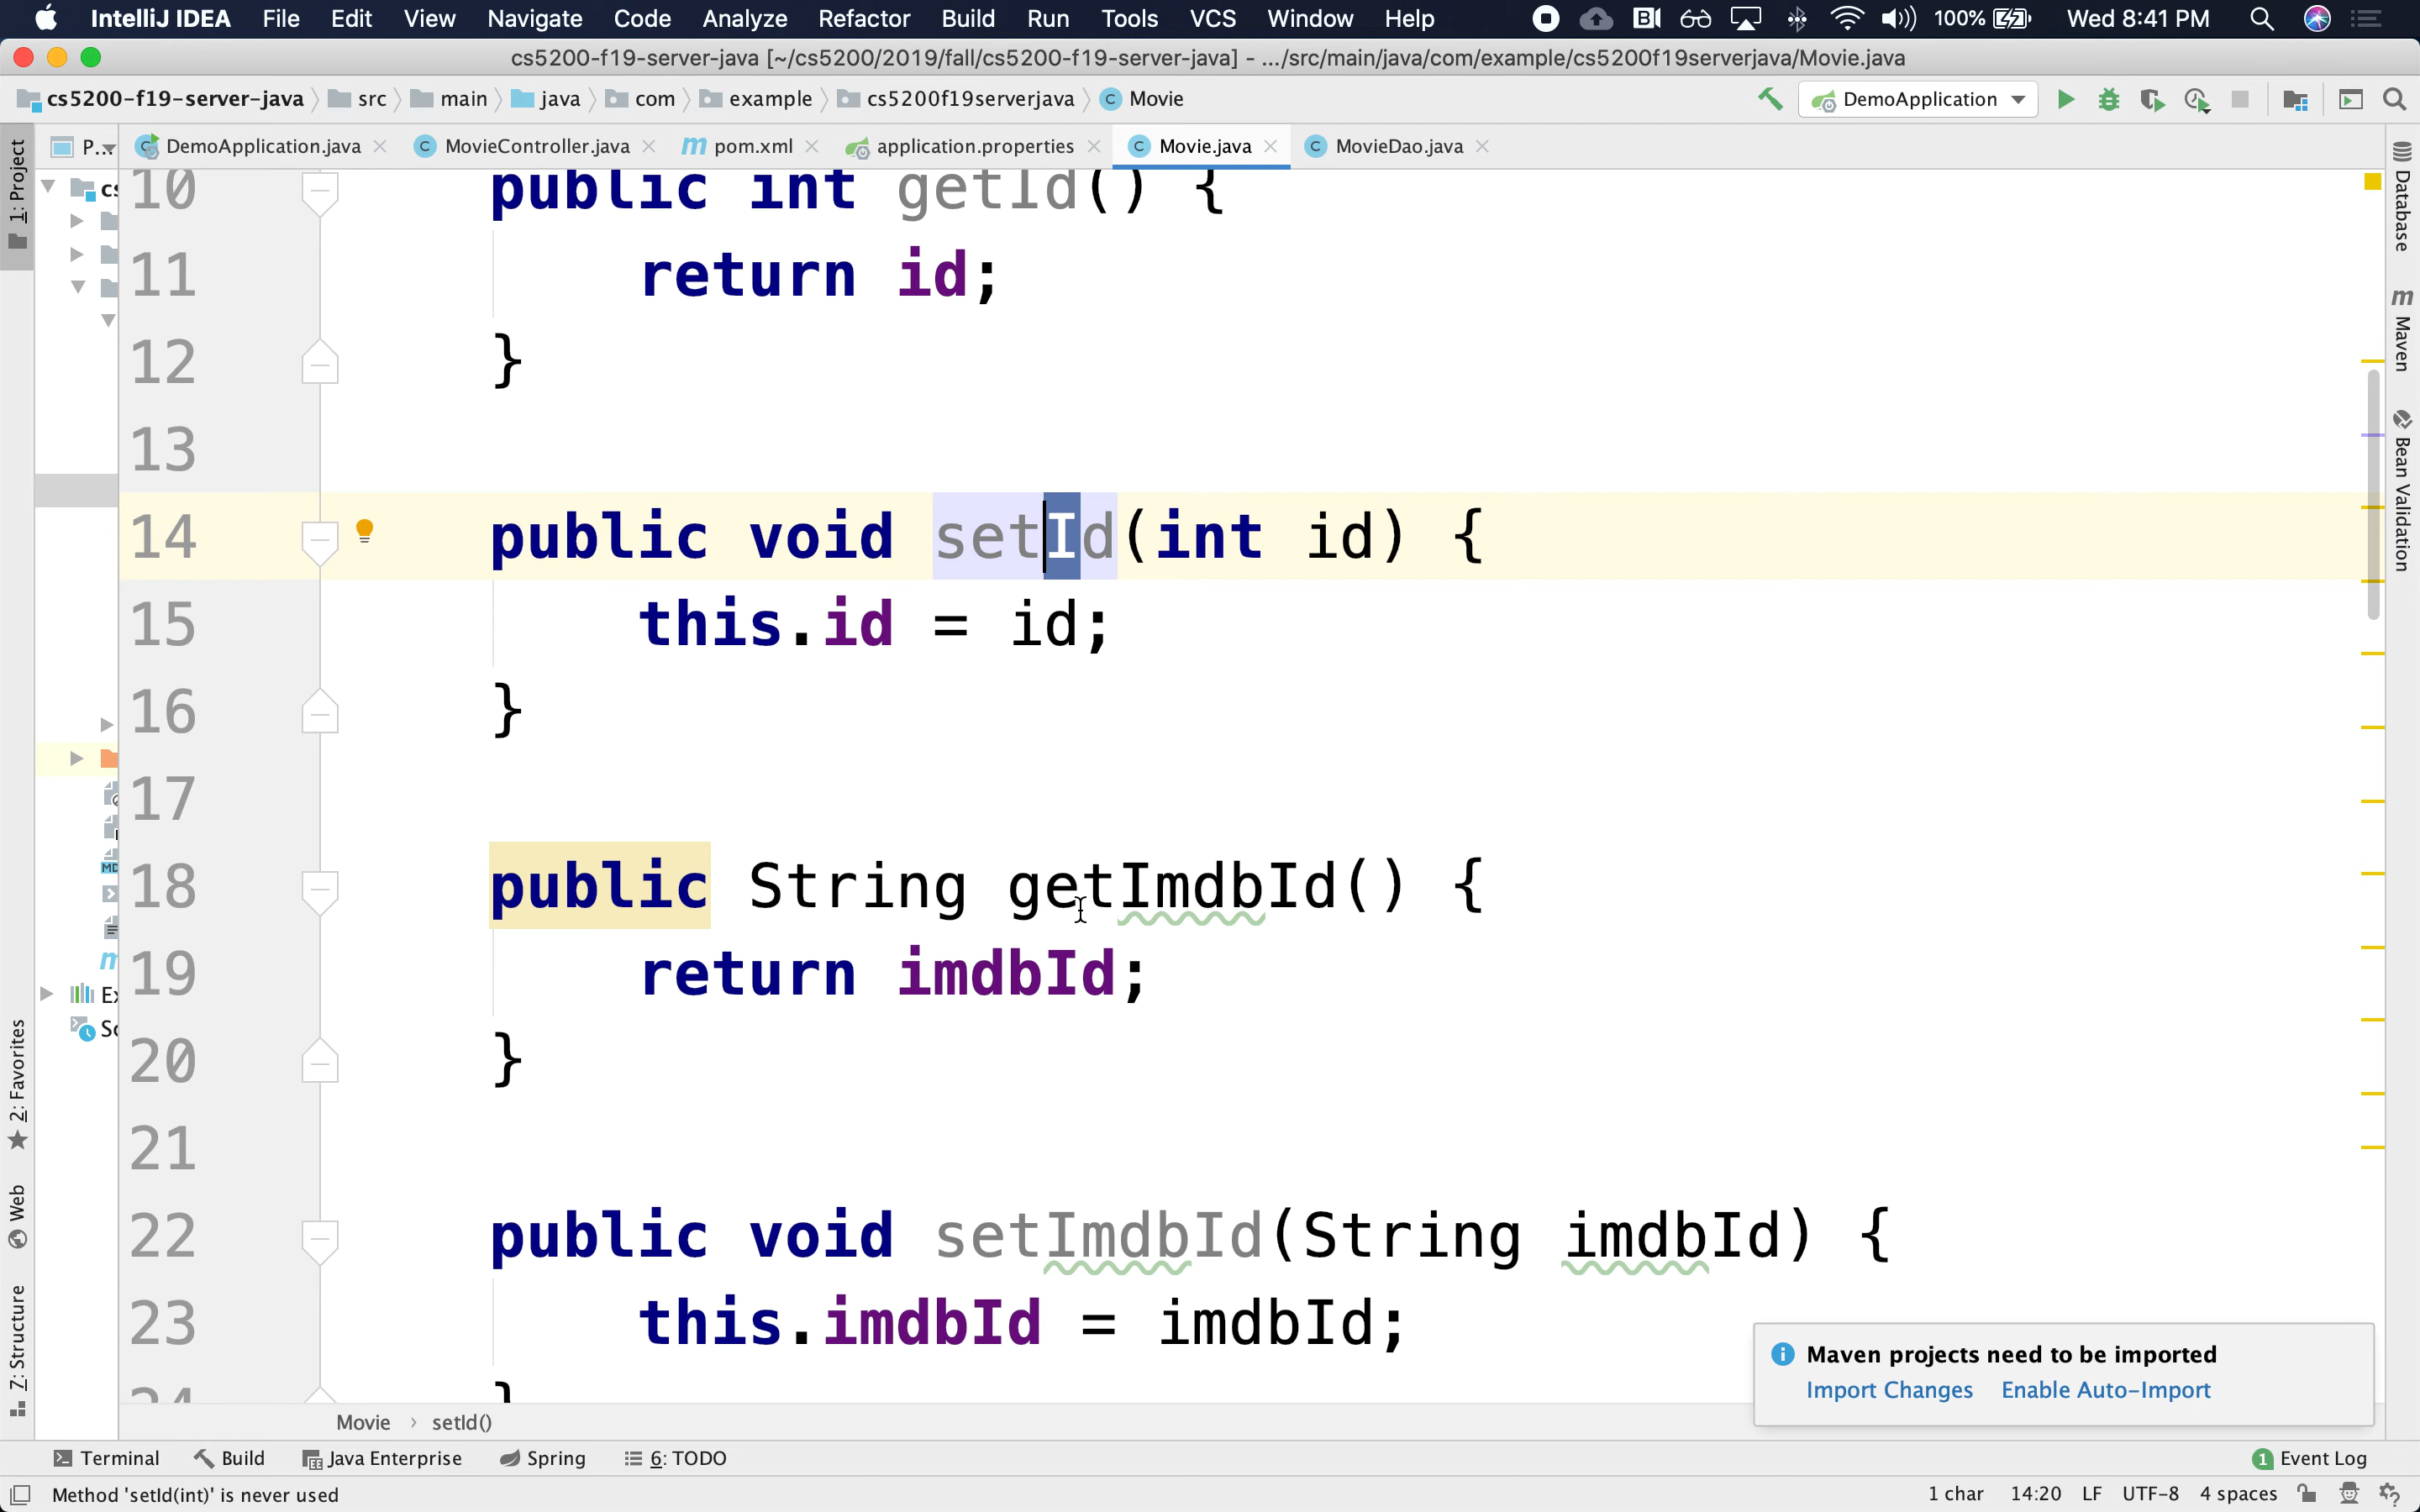 IntelliJ IDEA File Edit View Navigate Code Analyze Refactor Build Run Tools VCS Window Help 100% Wed 8:41 PM
cs5200-f19-server-java [~/cs5200/2019/fall/cs5200-f19-server-java] - .../src/main/java/com/example/cs5200f19serverjava/Movie.java
cs5200-f19-server-java src main java com example cs5200f19serverjava Movie DemoApplication
P... DemoApplication.java MovieController.java pom.xml application.properties Movie.java MovieDao.java
1: Project
2: Favorites
Web
Z: Structure
Database
Maven
Bean Validation
cs
MD
Ex
Sc
10 public int getId() {
11 return id;
12 }
13
14 public void setId(int id) {
15 this.id = id;
16 }
17
18 public String getImdbId() {
19 return imdbId;
20 }
21
22 public void setImdbId(String imdbId) {
23 this.imdbId = imdbId;
24 }
Maven projects need to be imported
Import Changes Enable Auto-Import
Movie › setId()
Terminal Build Java Enterprise Spring 6: TODO 1 Event Log
Method 'setId(int)' is never used 1 char 14:20 LF UTF-8 4 spaces